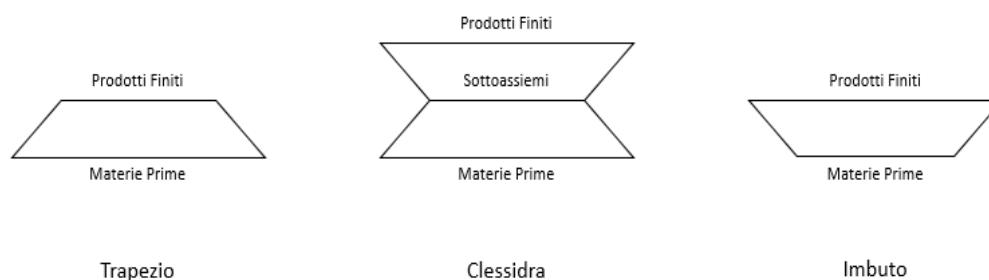 Prodotti Finiti
Materie Prime
Trapezio
Prodotti Finiti
Sottoassiemi
Materie Prime
Clessidra
Prodotti Finiti
Materie Prime
Imbuto